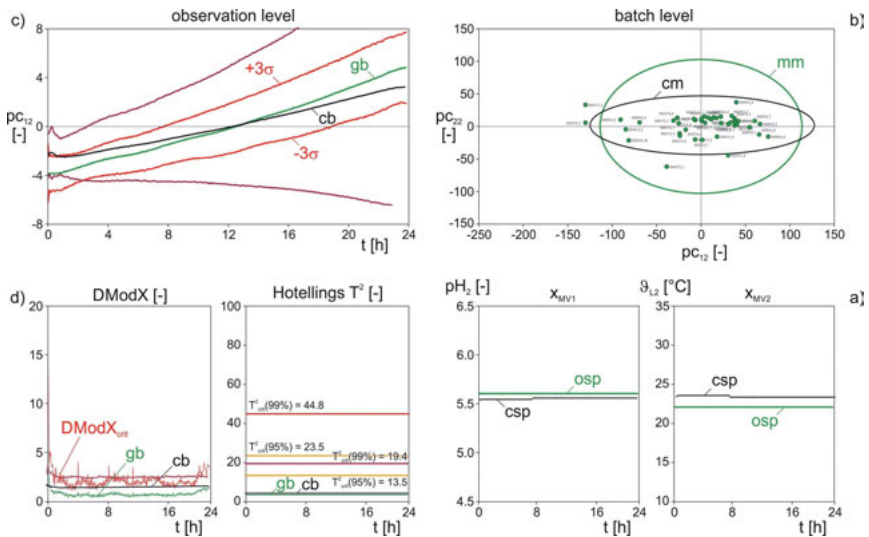 c)
observation level
batch level
b)
8
4
0
-4
-8
pc12
[-]
+3σ
gb
cb
-3σ
0
4
8
12
16
20
24
t [h]
150
100
50
0
-50
-100
-150
pc22
[-]
cm
mm
-250
-200
-150
-100
-50
0
50
100
150
pc12 [-]
d)
DModX [-]
20
15
10
5
0
DModXcrit
gb
cb
0
8
16
24
t [h]
Hotellings T² [-]
100
80
60
40
20
0
T²crit(99%) = 44.8
T²crit(95%) = 23.5
T²crit(99%) = 19.4
T²crit(95%) = 13.5
gb
cb
0
8
16
24
t [h]
pH2 [-]
xMV1
6.5
6.0
5.5
5.0
4.5
osp
csp
0
8
16
24
t [h]
ϑL2 [°C]
xMV2
a)
35
30
25
20
15
csp
osp
0
8
16
24
t [h]